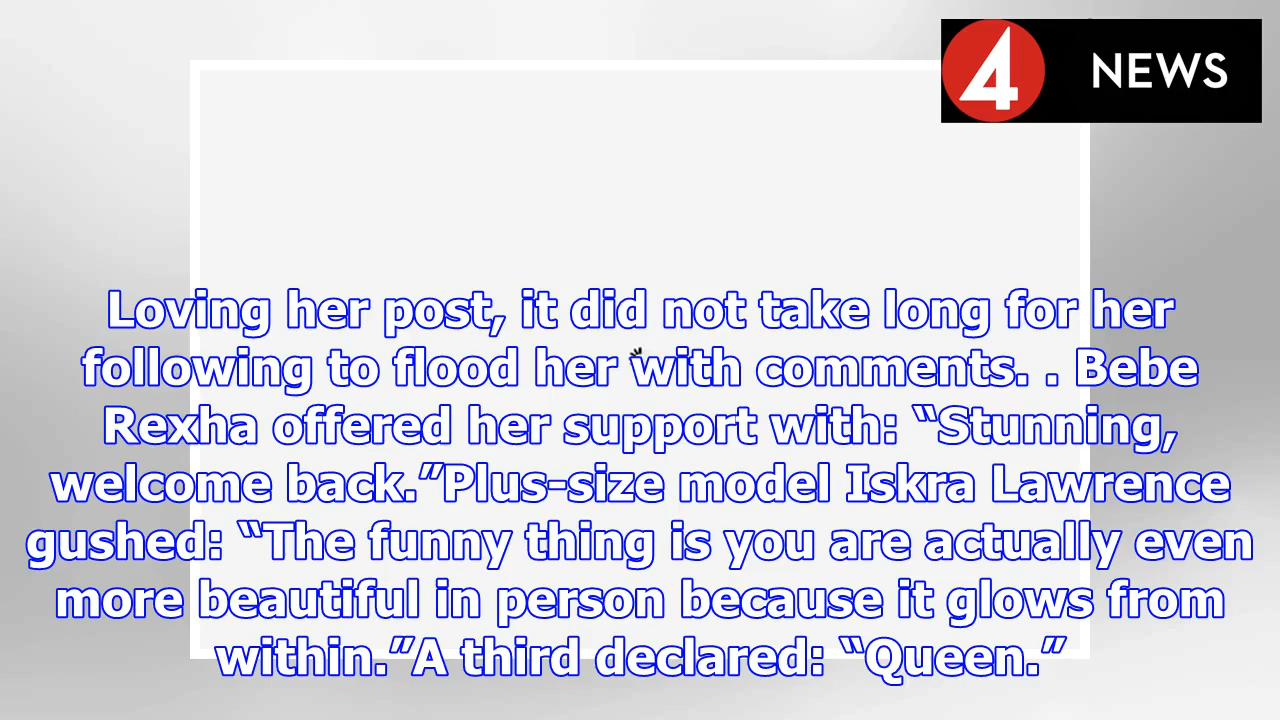 4 NEWS
Loving her post, it did not take long for her
following to flood her with comments. . Bebe
Rexha offered her support with: “Stunning,
welcome back.”Plus-size model Iskra Lawrence
gushed: “The funny thing is you are actually even
more beautiful in person because it glows from
within.”A third declared: “Queen.”